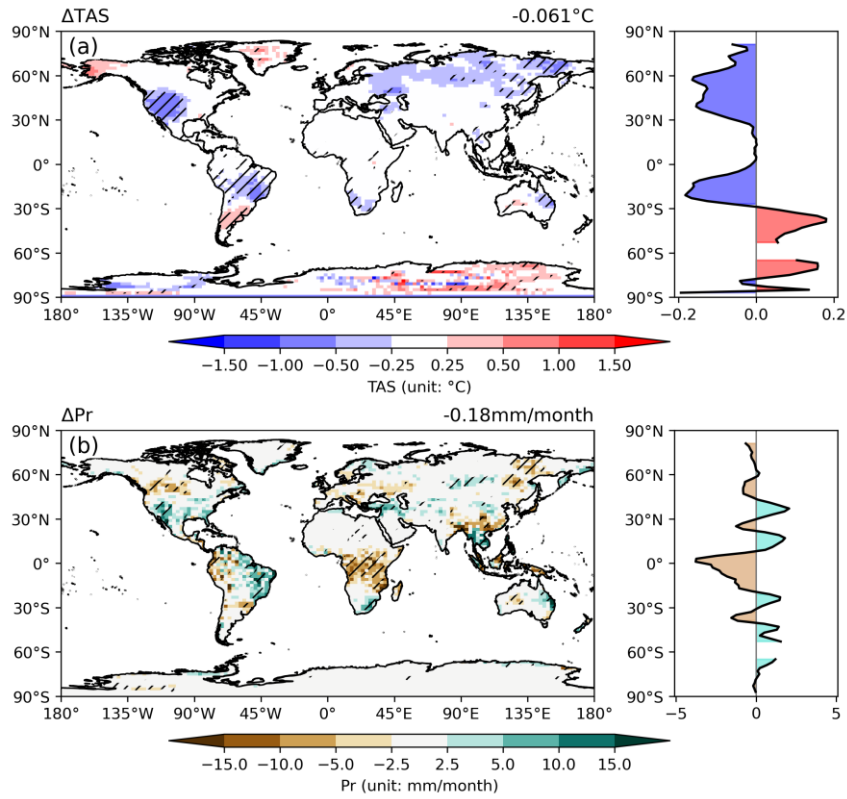 ΔTAS -0.061°C
(a)
90°N 90°N
60°N 60°N
30°N 30°N
0° 0°
30°S 30°S
60°S 60°S
90°S 90°S
180° 135°W 90°W 45°W 0° 45°E 90°E 135°E 180° −0.2 0.0 0.2
−1.50 −1.00 −0.50 −0.25 0.25 0.50 1.00 1.50
TAS (unit: °C)
ΔPr -0.18mm/month
(b)
90°N 90°N
60°N 60°N
30°N 30°N
0° 0°
30°S 30°S
60°S 60°S
90°S 90°S
180° 135°W 90°W 45°W 0° 45°E 90°E 135°E 180° −5 0 5
−15.0 −10.0 −5.0 −2.5 2.5 5.0 10.0 15.0
Pr (unit: mm/month)